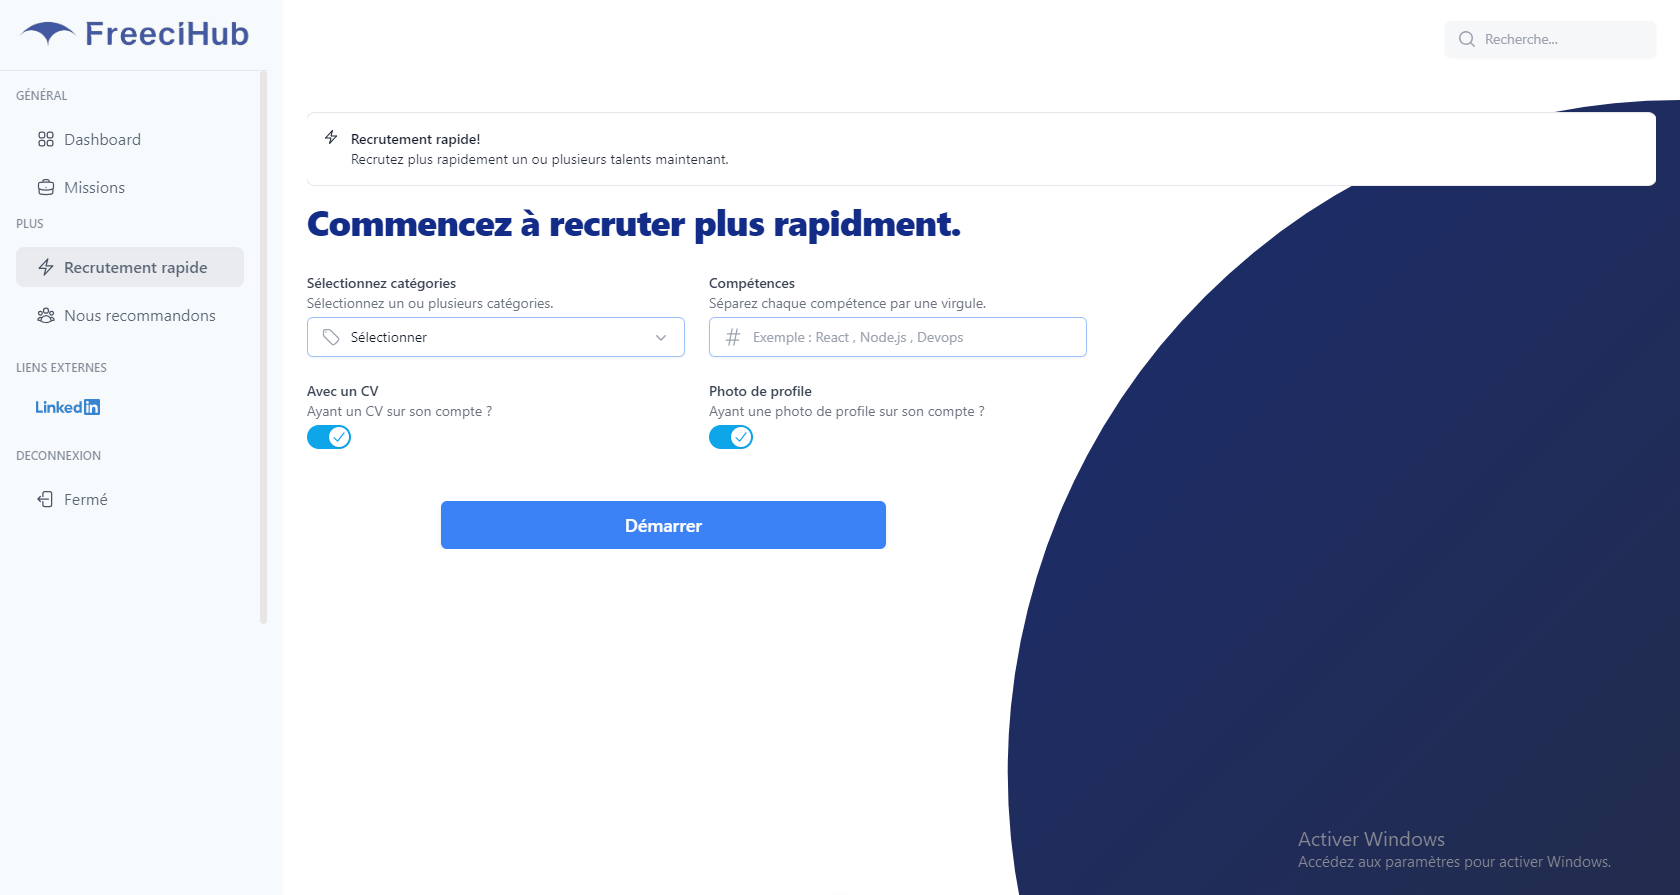 FreeciHub
Recherche...
GÉNÉRAL
Dashboard
Missions
PLUS
Recrutement rapide
Nous recommandons
LIENS EXTERNES
Linkedin
DECONNEXION
Fermé
Recrutement rapide!
Recrutez plus rapidement un ou plusieurs talents maintenant.
Commencez à recruter plus rapidment.
Sélectionnez catégories
Sélectionnez un ou plusieurs catégories.
Sélectionner
Compétences
Séparez chaque compétence par une virgule.
Exemple : React , Node.js , Devops
Avec un CV
Ayant un CV sur son compte ?
Photo de profile
Ayant une photo de profile sur son compte ?
Démarrer
Activer Windows
Accédez aux paramètres pour activer Windows.